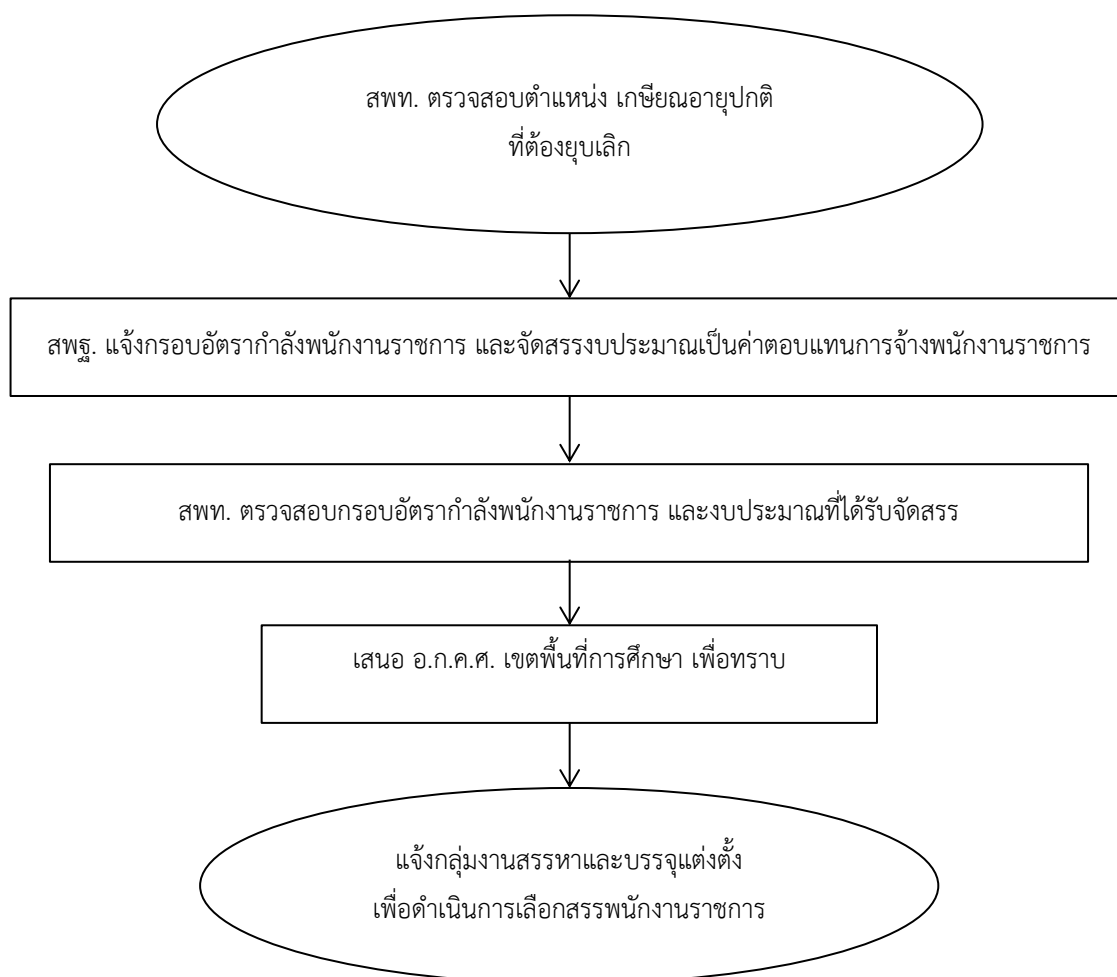 สพท. ตรวจสอบตำแหน่ง เกษียณอายุปกติ
ที่ต้องยุบเลิก
สพฐ. แจ้งกรอบอัตรากำลังพนักงานราชการ และจัดสรรงบประมาณเป็นค่าตอบแทนการจ้างพนักงานราชการ
สพท. ตรวจสอบกรอบอัตรากำลังพนักงานราชการ และงบประมาณที่ได้รับจัดสรร
เสนอ อ.ก.ค.ศ. เขตพื้นที่การศึกษา เพื่อทราบ
แจ้งกลุ่มงานสรรหาและบรรจุแต่งตั้ง
เพื่อดำเนินการเลือกสรรพนักงานราชการ